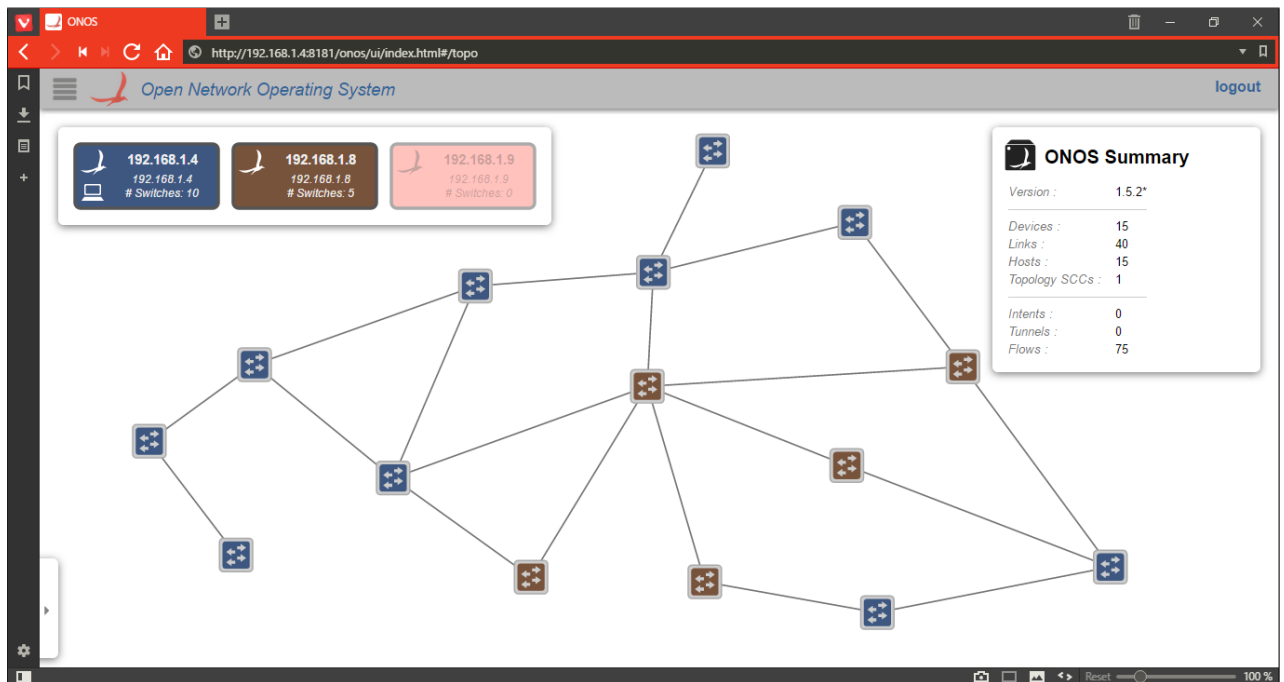 ONOS
http://192.168.1.4:8181/onos/ui/index.html#/topo
Open Network Operating System
logout
192.168.1.4
192.168.1.4
# Switches: 10
192.168.1.8
192.168.1.8
# Switches: 5
192.168.1.9
192.168.1.9
# Switches: 0
ONOS Summary
Version : 1.5.2*
Devices : 15
Links : 40
Hosts : 15
Topology SCCs : 1
Intents : 0
Tunnels : 0
Flows : 75
Reset 100 %